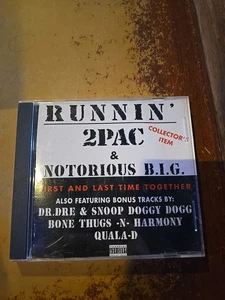 RUNNIN'
2PAC
COLLECTOR'S
ITEM
&
NOTORIOUS B.I.G.
FIRST AND LAST TIME TOGETHER
ALSO FEATURING BONUS TRACKS BY:
DR.DRE & SNOOP DOGGY DOGG
BONE THUGS -N- HARMONY
QUALA-D